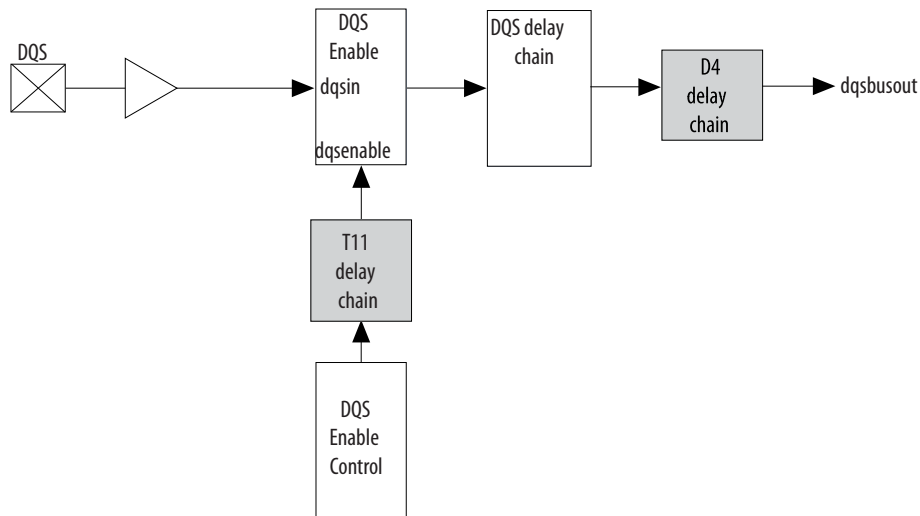 DQS
DQS
Enable
dqsin
dqsenable
DQS delay
chain
D4
delay
chain
dqsbusout
T11
delay
chain
DQS
Enable
Control